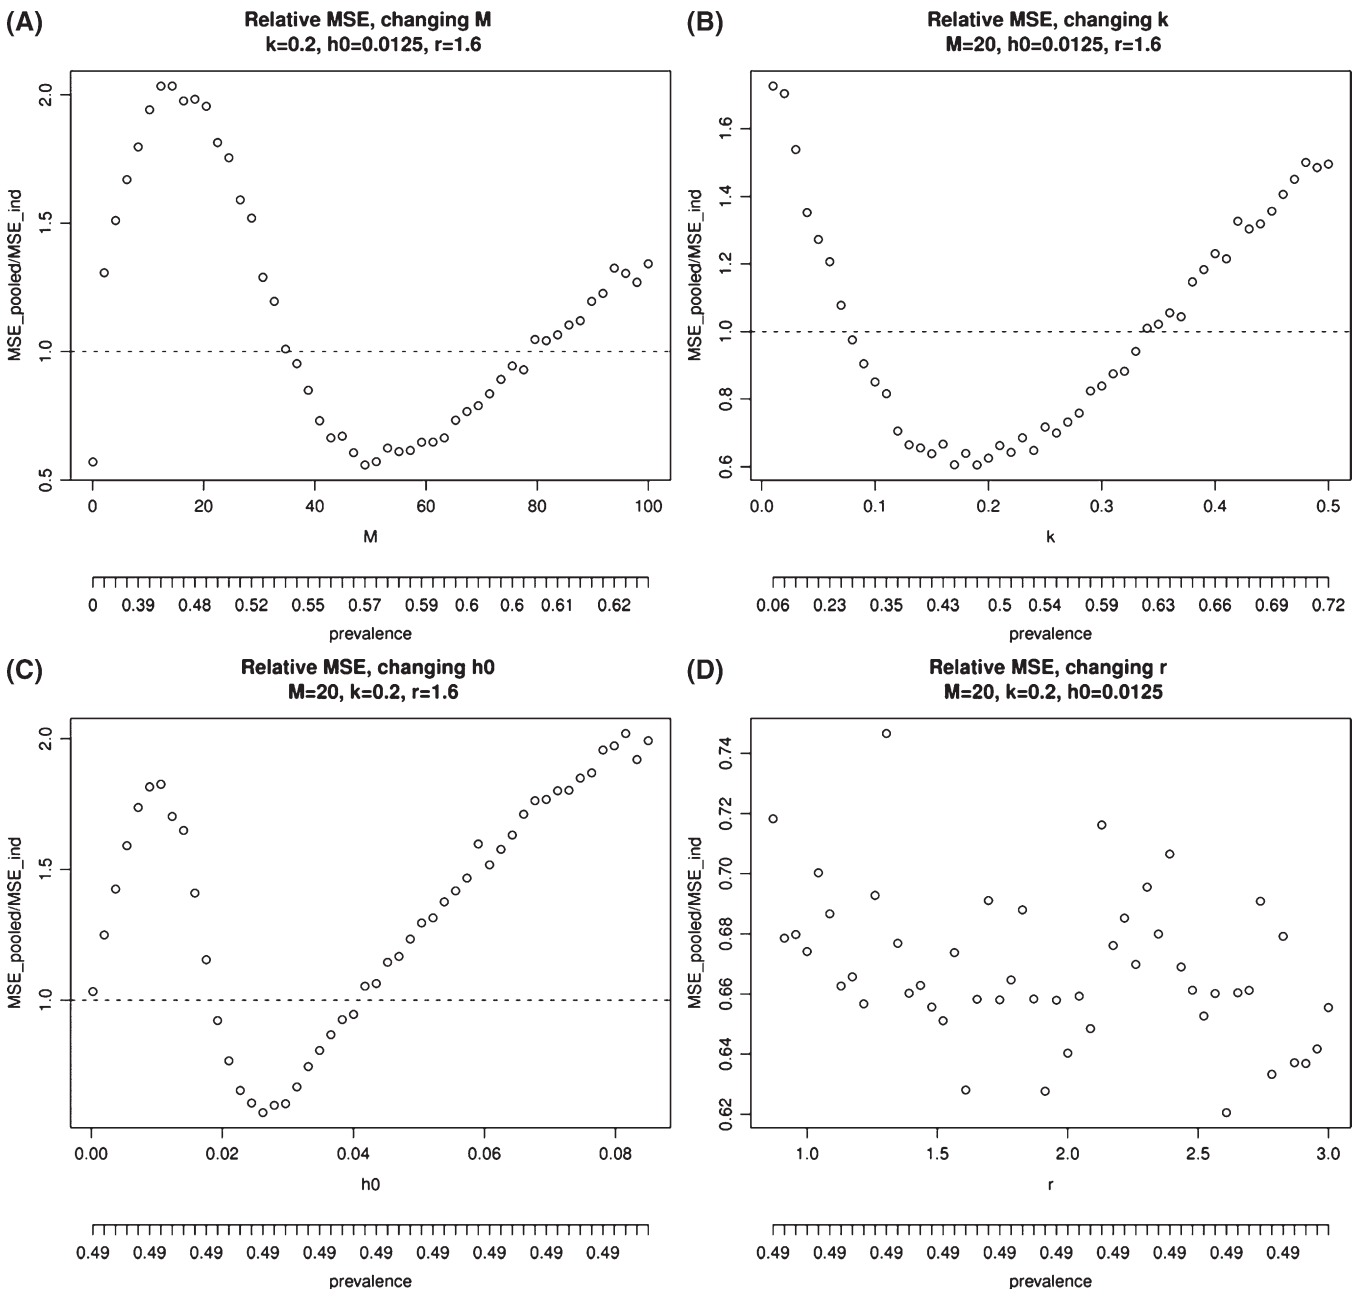 (A)
Relative MSE, changing M
k=0.2, h0=0.0125, r=1.6
MSE_pooled/MSE_ind
2.0
1.5
1.0
0.5
0 20 40 60 80 100
M
0 0.39 0.48 0.52 0.55 0.57 0.59 0.6 0.6 0.61 0.62
prevalence
(B)
Relative MSE, changing k
M=20, h0=0.0125, r=1.6
MSE_pooled/MSE_ind
1.6
1.4
1.2
1.0
0.8
0.6
0.0 0.1 0.2 0.3 0.4 0.5
k
0.06 0.23 0.35 0.43 0.5 0.54 0.59 0.63 0.66 0.69 0.72
prevalence
(C)
Relative MSE, changing h0
M=20, k=0.2, r=1.6
MSE_pooled/MSE_ind
2.0
1.5
1.0
0.00 0.02 0.04 0.06 0.08
h0
0.49 0.49 0.49 0.49 0.49 0.49 0.49 0.49 0.49 0.49
prevalence
(D)
Relative MSE, changing r
M=20, k=0.2, h0=0.0125
MSE_pooled/MSE_ind
0.74
0.72
0.70
0.68
0.66
0.64
0.62
1.0 1.5 2.0 2.5 3.0
r
0.49 0.49 0.49 0.49 0.49 0.49 0.49 0.49 0.49 0.49
prevalence